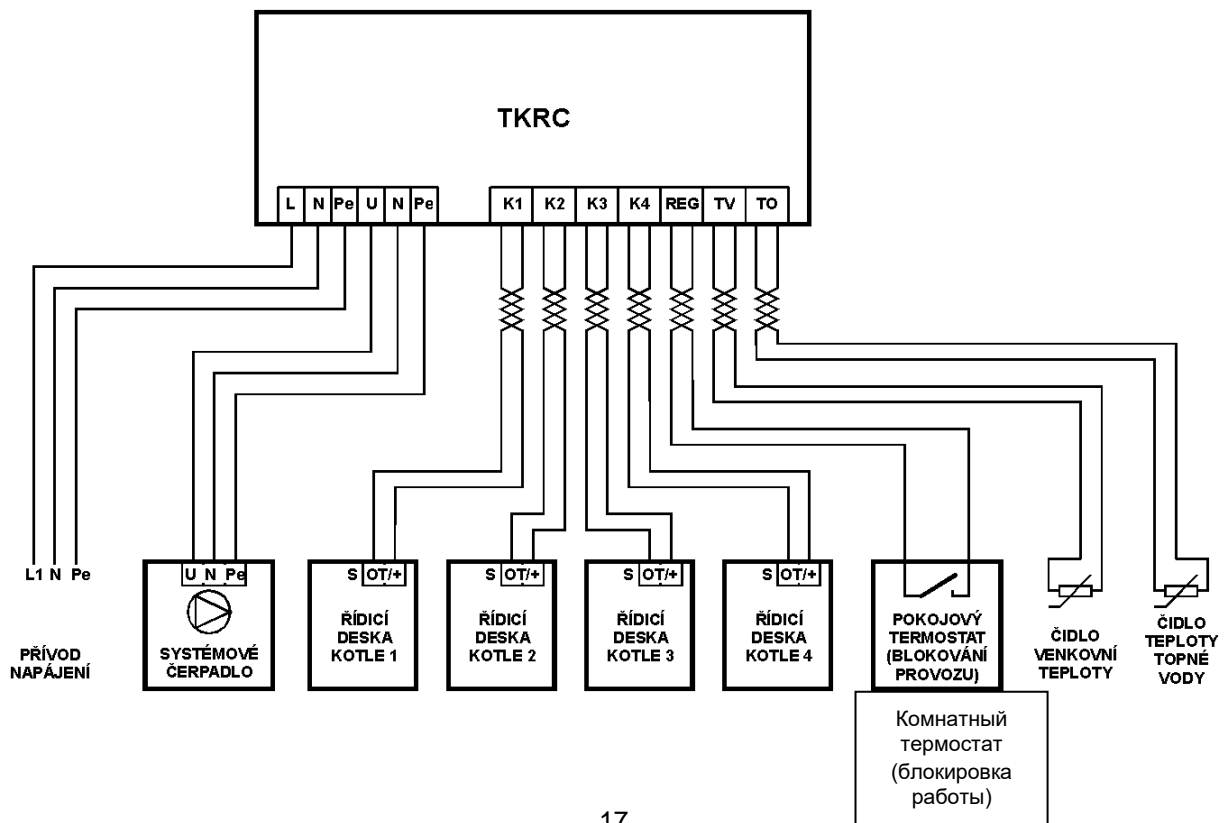 TKRC
L N Pe U N Pe K1 K2 K3 K4 REG TV TO
L1 N Pe
PŘÍVOD
NAPÁJENÍ
U N Pe
SYSTÉMOVÉ
ČERPADLO
S OT/+
ŘÍDICÍ
DESKA
KOTLE 1
S OT/+
ŘÍDICÍ
DESKA
KOTLE 2
S OT/+
ŘÍDICÍ
DESKA
KOTLE 3
S OT/+
ŘÍDICÍ
DESKA
KOTLE 4
POKOJOVÝ
TERMOSTAT
(BLOKOVÁNÍ
PROVOZU)
ČIDLO
VENKOVNÍ
TEPLOTY
ČIDLO
TEPLOTY
TOPNÉ
VODY
Комнатный
термостат
(блокировка
работы)
17